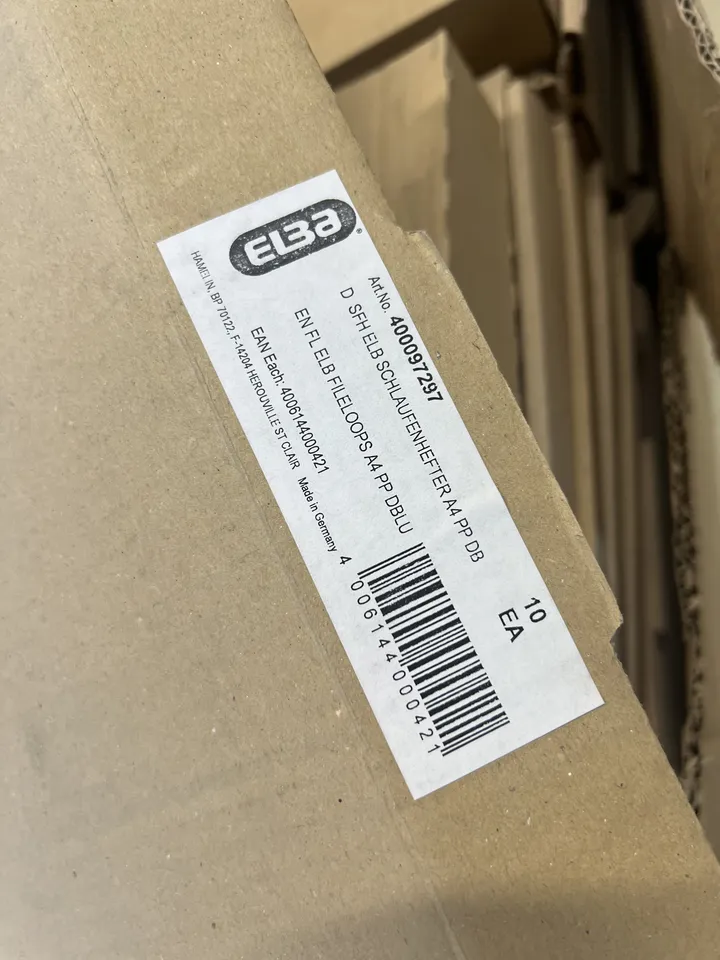 ELBA®
Art.No. 400097297
D SFH ELB SCHLAUFENHEFTER A4 PP DB
EN FL ELB FILELOOPS A4 PP DBLU
EAN Each: 4006144000421
HAMELIN, BP 70122, F-14204 HEROUVILLE ST CLAIR Made in Germany
10
EA
4 006144 000421